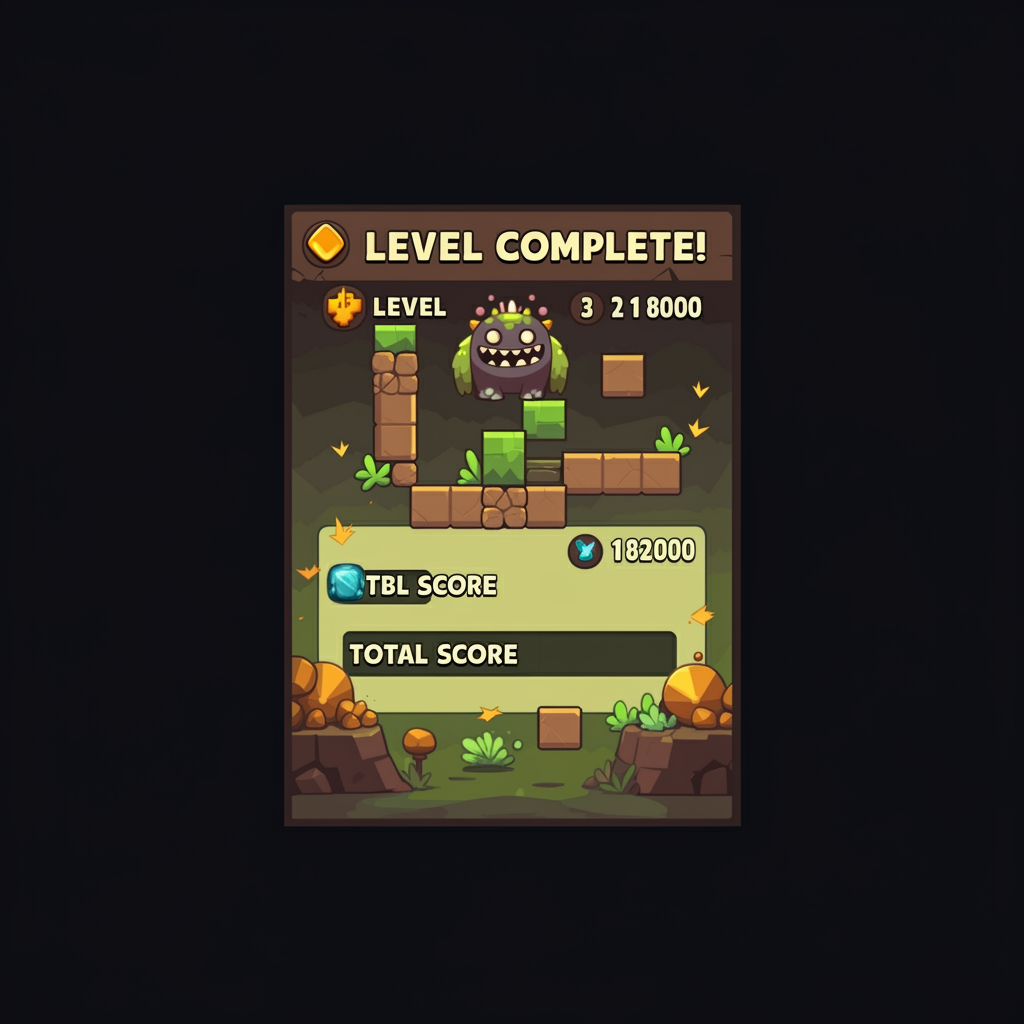 LEVEL COMPLETE!
LEVEL 3 218000
182000
TBL SCORE
TOTAL SCORE